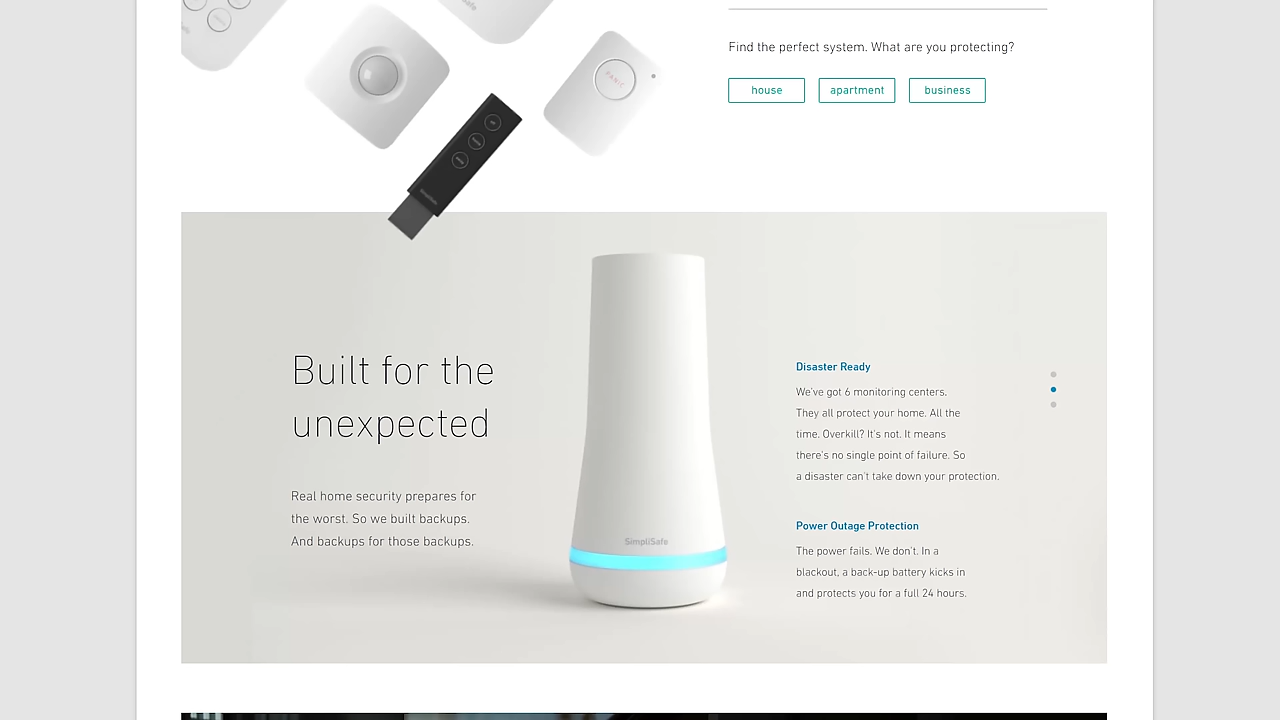 Find the perfect system. What are you protecting?
house
apartment
business
PANIC
Built for the
unexpected
Real home security prepares for
the worst. So we built backups.
And backups for those backups.
SimpliSafe
Disaster Ready
We've got 6 monitoring centers.
They all protect your home. All the
time. Overkill? It's not. It means
there's no single point of failure. So
a disaster can't take down your protection.
Power Outage Protection
The power fails. We don't. In a
blackout, a back-up battery kicks in
and protects you for a full 24 hours.